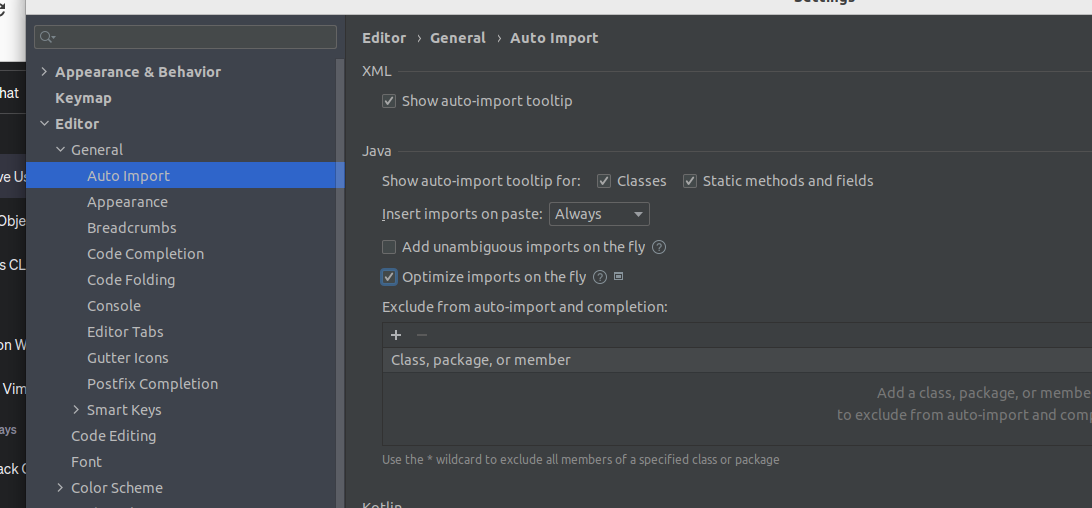 Settings
hat
ve Us
Obje
s CL
on W
Vim
ays
ack C
Appearance & Behavior
Keymap
Editor
General
Auto Import
Appearance
Breadcrumbs
Code Completion
Code Folding
Console
Editor Tabs
Gutter Icons
Postfix Completion
Smart Keys
Code Editing
Font
Color Scheme
Editor › General › Auto Import
XML
Show auto-import tooltip
Java
Show auto-import tooltip for: Classes Static methods and fields
Insert imports on paste: Always
Add unambiguous imports on the fly ?
Optimize imports on the fly ?
Exclude from auto-import and completion:
Class, package, or member
Add a class, package, or membe
to exclude from auto-import and comp
Use the * wildcard to exclude all members of a specified class or package
Kotlin